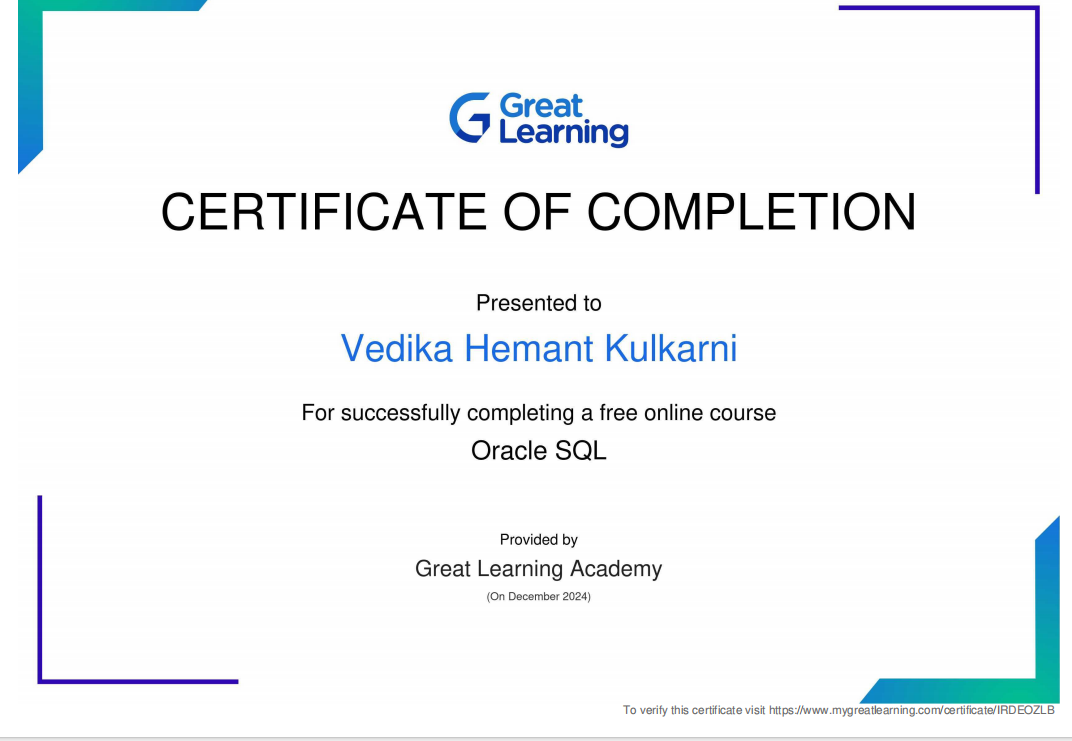 Great
Learning
CERTIFICATE OF COMPLETION
Presented to
Vedika Hemant Kulkarni
For successfully completing a free online course
Oracle SQL
Provided by
Great Learning Academy
(On December 2024)
To verify this certificate visit https://www.mygreatlearning.com/certificate/IRDEOZLB